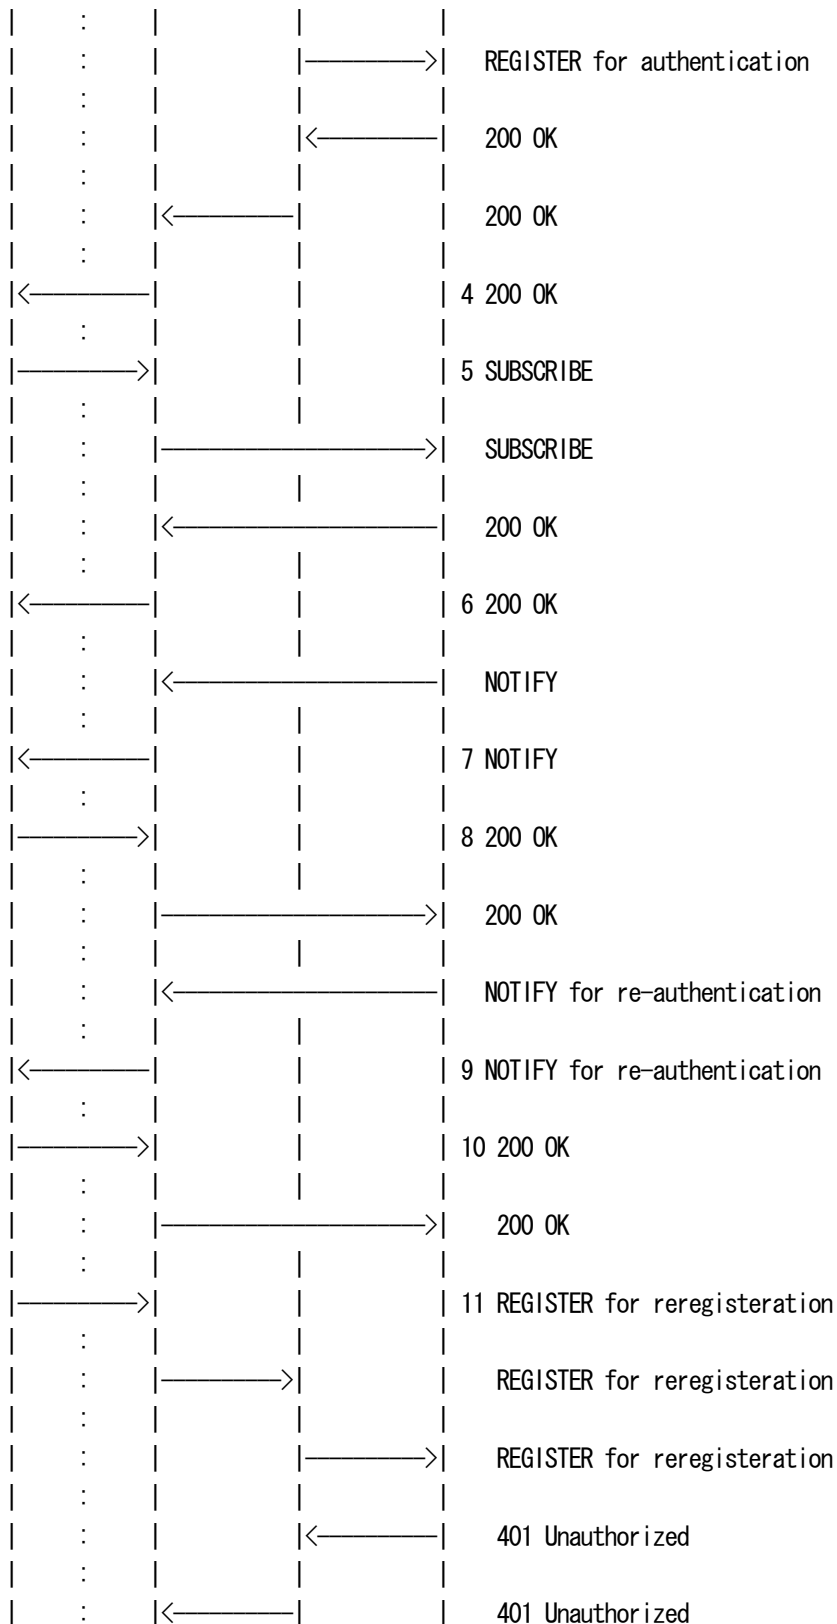 REGISTER for authentication
200 OK
200 OK
4 200 OK
5 SUBSCRIBE
SUBSCRIBE
200 OK
6 200 OK
NOTIFY
7 NOTIFY
8 200 OK
200 OK
NOTIFY for re-authentication
9 NOTIFY for re-authentication
10 200 OK
200 OK
11 REGISTER for reregisteration
REGISTER for reregisteration
REGISTER for reregisteration
401 Unauthorized
401 Unauthorized